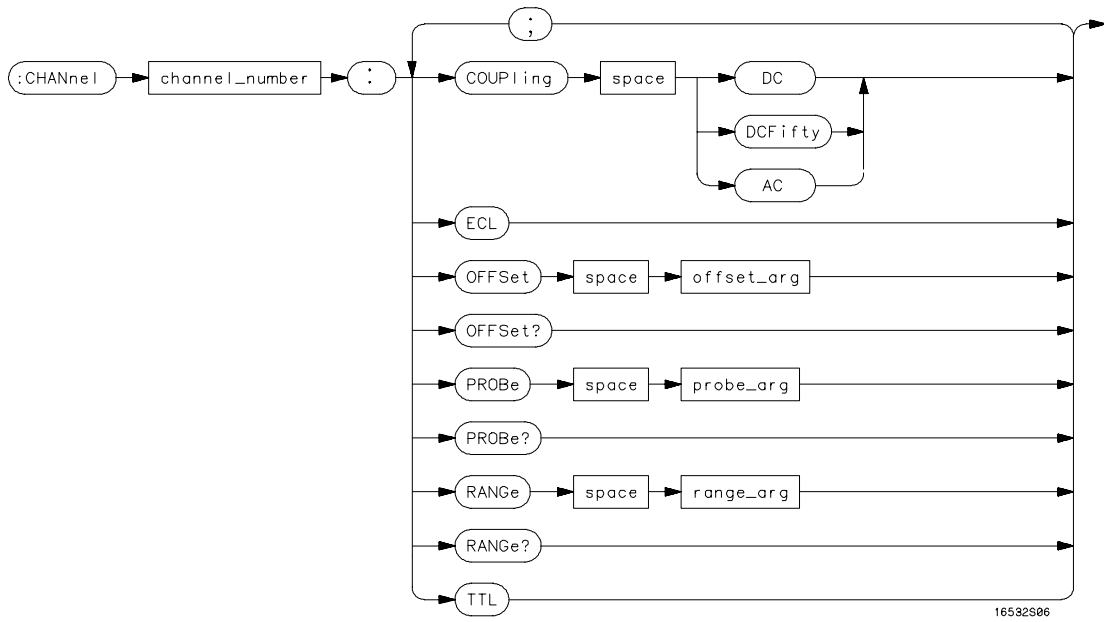 ;
:CHANnel channel_number : COUPling space DC
DCFifty
AC
ECL
OFFSet space offset_arg
OFFSet?
PROBe space probe_arg
PROBe?
RANGe space range_arg
RANGe?
TTL
16532S06